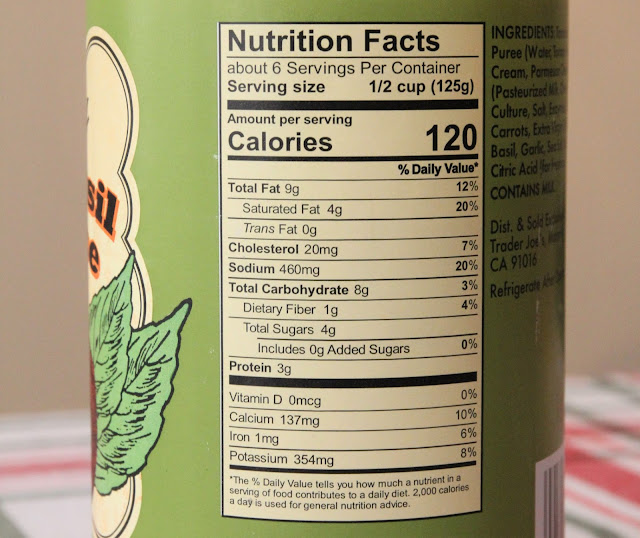 sil
e
Nutrition Facts
about 6 Servings Per Container
Serving size 1/2 cup (125g)
Amount per serving
Calories 120
% Daily Value*
Total Fat 9g 12%
Saturated Fat 4g 20%
Trans Fat 0g
Cholesterol 20mg 7%
Sodium 460mg 20%
Total Carbohydrate 8g 3%
Dietary Fiber 1g 4%
Total Sugars 4g
Includes 0g Added Sugars 0%
Protein 3g
Vitamin D 0mcg 0%
Calcium 137mg 10%
Iron 1mg 6%
Potassium 354mg 8%
*The % Daily Value tells you how much a nutrient in a
serving of food contributes to a daily diet. 2,000 calories
a day is used for general nutrition advice.
INGREDIENTS:
Puree (Water,
Cream, Parmesan
(Pasteurized Milk,
Culture, Salt,
Carrots, Extra
Basil, Garlic, Sea
Citric Acid (for
CONTAINS MILK.
Dist. & Sold
Trader Joe's,
CA 91016
Refrigerate After